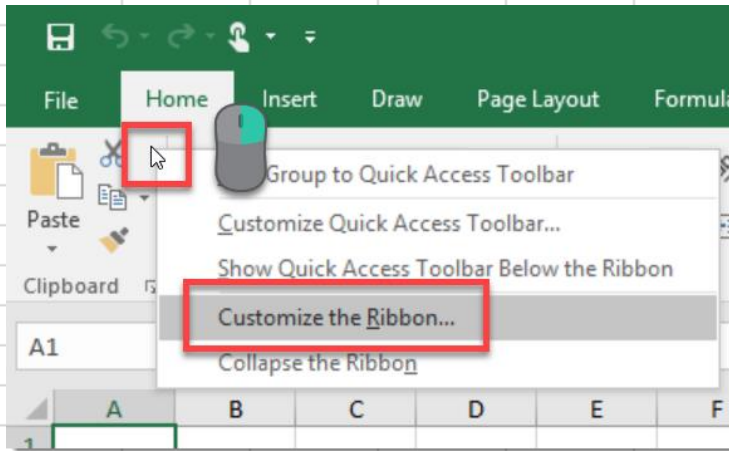 File Home Insert Draw Page Layout Formula
Group to Quick Access Toolbar
Paste
Customize Quick Access Toolbar...
Show Quick Access Toolbar Below the Ribbon
Clipboard
Customize the Ribbon...
A1
Collapse the Ribbon
A B C D E F
1